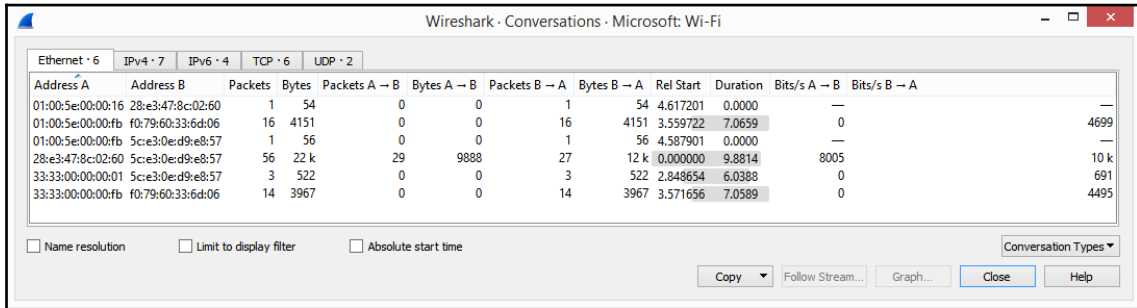 Wireshark · Conversations · Microsoft: Wi-Fi
Ethernet · 6 IPv4 · 7 IPv6 · 4 TCP · 6 UDP · 2
Address A Address B Packets Bytes Packets A → B Bytes A → B Packets B → A Bytes B → A Rel Start Duration Bits/s A → B Bits/s B → A
01:00:5e:00:00:16 28:e3:47:8c:02:60 1 54 0 0 1 54 4.617201 0.0000 — —
01:00:5e:00:00:fb f0:79:60:33:6d:06 16 4151 0 0 16 4151 3.559722 7.0659 0 4699
01:00:5e:00:00:fb 5c:e3:0e:d9:e8:57 1 56 0 0 1 56 4.587901 0.0000 — —
28:e3:47:8c:02:60 5c:e3:0e:d9:e8:57 56 22 k 29 9888 27 12 k 0.000000 9.8814 8005 10 k
33:33:00:00:00:01 5c:e3:0e:d9:e8:57 3 522 0 0 3 522 2.848654 6.0388 0 691
33:33:00:00:00:fb f0:79:60:33:6d:06 14 3967 0 0 14 3967 3.571656 7.0589 0 4495
Name resolution Limit to display filter Absolute start time Conversation Types
Copy Follow Stream... Graph... Close Help